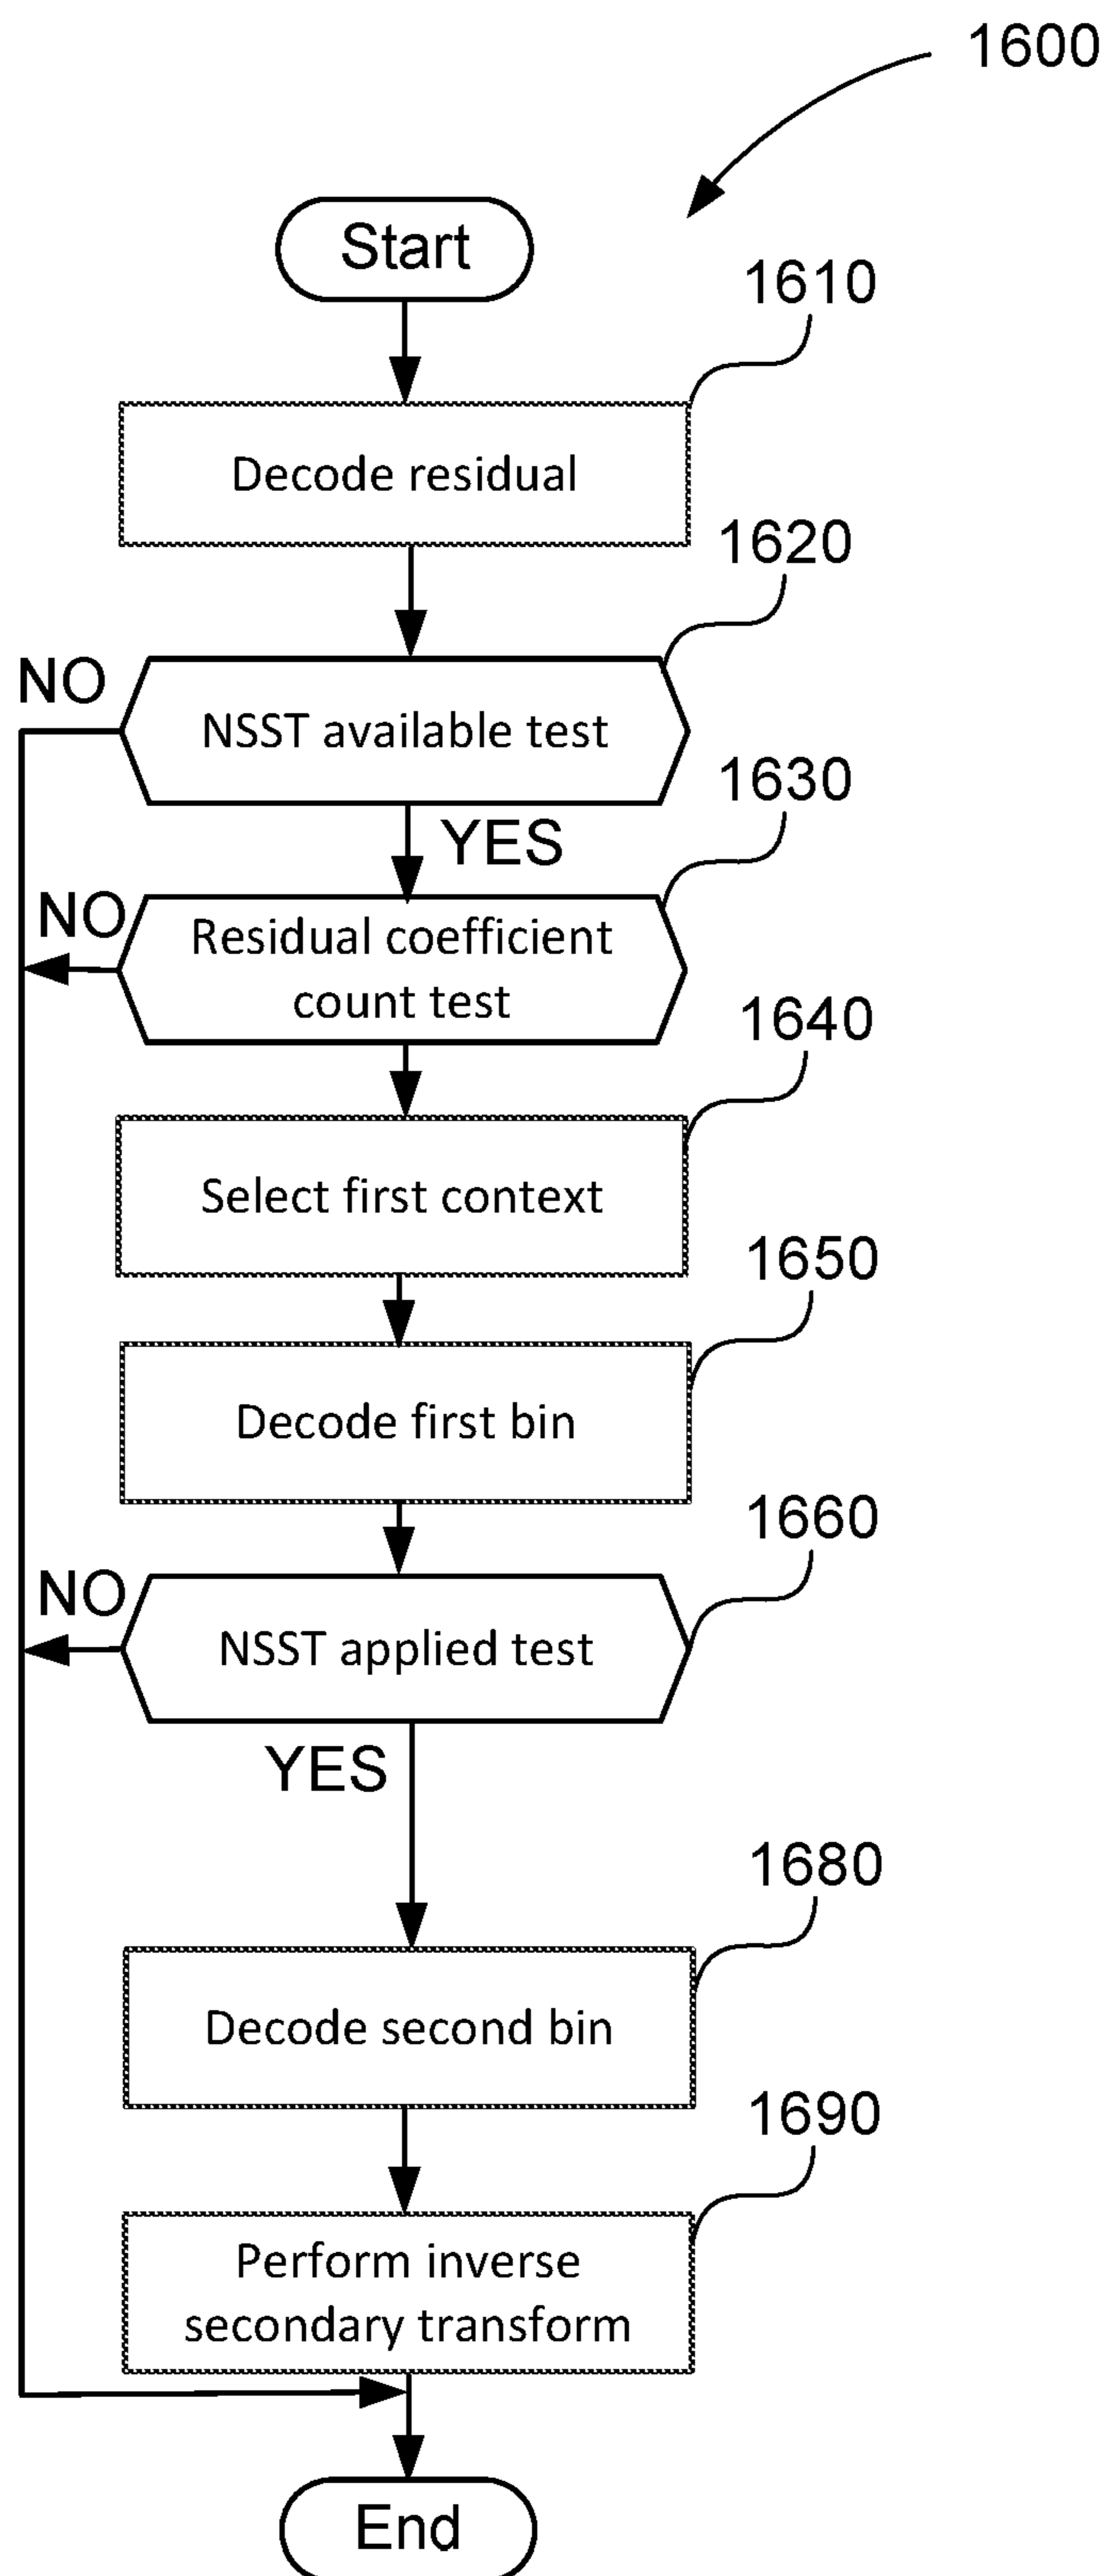 1600
Start
1610
Decode residual
1620
NO
NSST available test
1630
YES
NO
Residual coefficient
count test
1640
Select first context
1650
Decode first bin
1660
NO
NSST applied test
YES
1680
Decode second bin
1690
Perform inverse
secondary transform
End